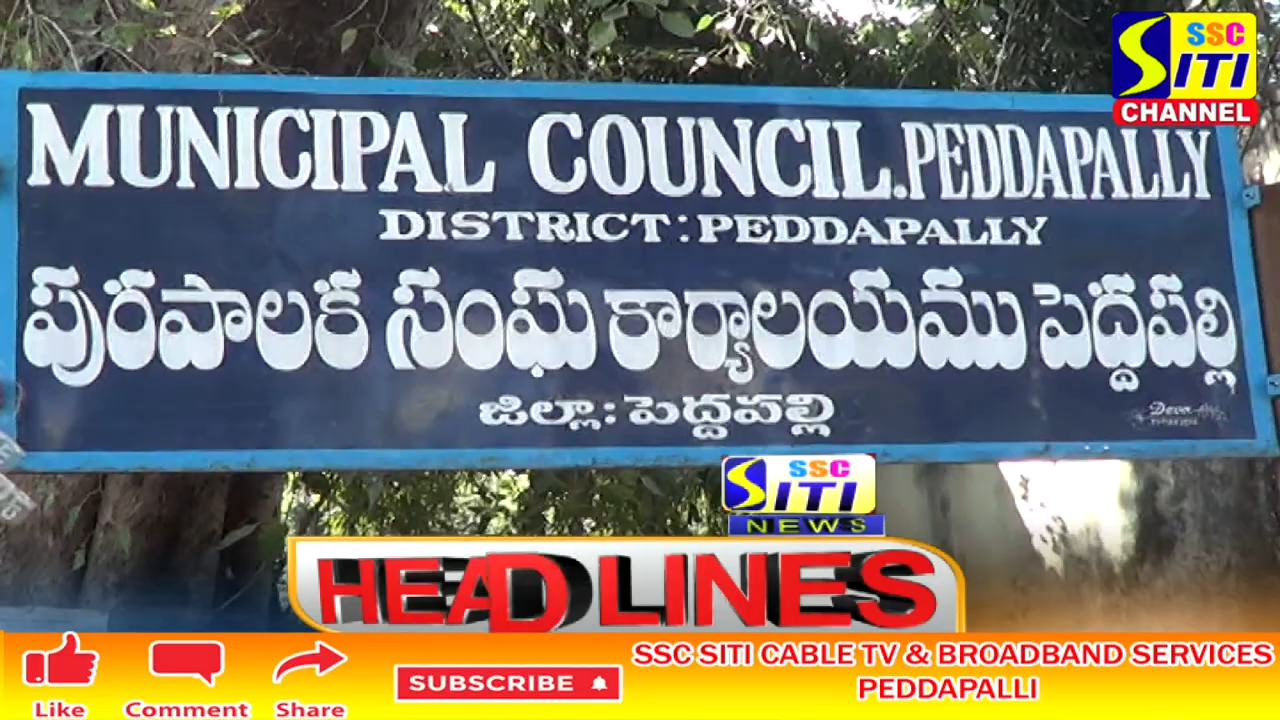 SSC
SITI
CHANNEL
MUNICIPAL COUNCIL.PEDDAPALLY
DISTRICT:PEDDAPALLY
పురపాలక సంఘ కార్యాలయము పెద్దపల్లి
జిల్లా: పెద్దపల్లి
Deva
SSC
SITI
NEWS
HEADLINES
SSC SITI CABLE TV & BROADBAND SERVICES
PEDDAPALLI
SUBSCRIBE
Like Comment Share